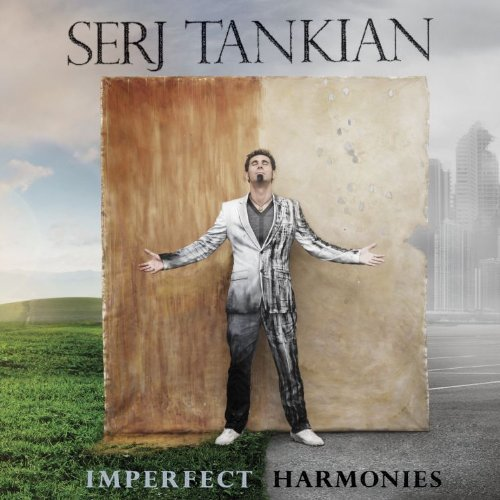 SERJ TANKIAN
IMPERFECT HARMONIES